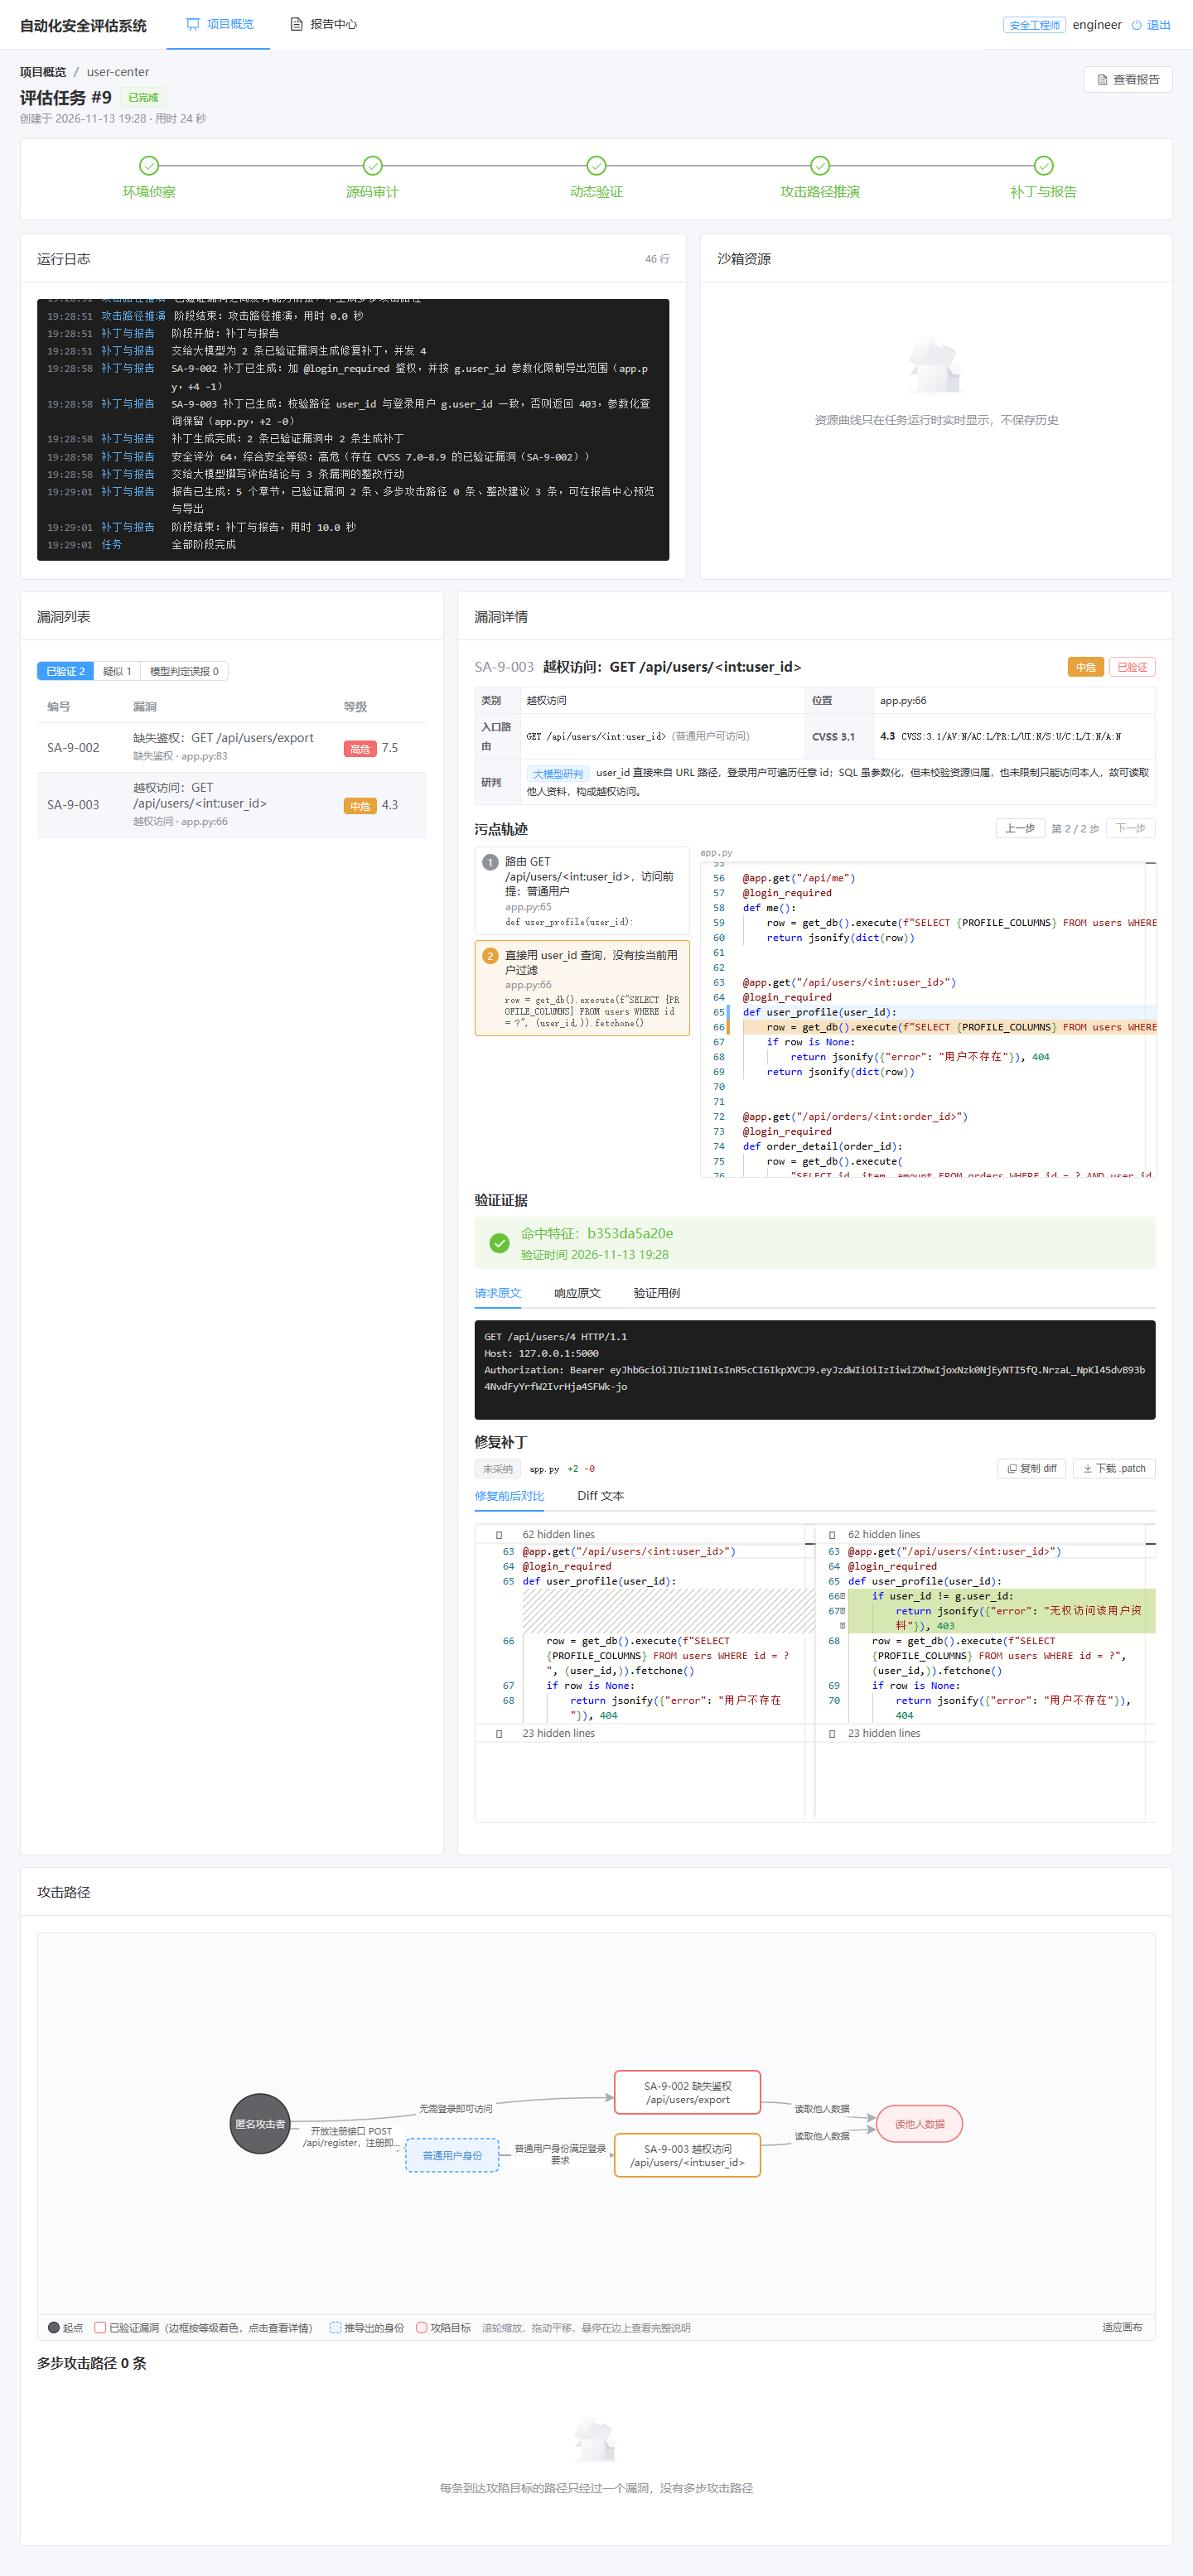 自动化安全评估系统
项目概览
报告中心
安全工程师 engineer 退出
项目概览 / user-center
查看报告
评估任务 #9 已完成
创建于 2026-11-13 19:28 · 用时 24 秒
环境侦察
源码审计
动态验证
攻击路径推演
补丁与报告
运行日志
46 行
19:28:51 攻击路径推演 阶段结束：攻击路径推演，用时 0.0 秒
19:28:51 补丁与报告 阶段开始：补丁与报告
19:28:51 补丁与报告 交给大模型为 2 条已验证漏洞生成修复补丁，并发 4
19:28:58 补丁与报告 SA-9-002 补丁已生成：加 @login_required 鉴权，并按 g.user_id 参数化限制导出范围（app.p
y，+4 -1）
19:28:58 补丁与报告 SA-9-003 补丁已生成：校验路径 user_id 与登录用户 g.user_id 一致，否则返回 403，参数化查
询保留（app.py，+2 -0）
19:28:58 补丁与报告 补丁生成完成：2 条已验证漏洞中 2 条生成补丁
19:28:58 补丁与报告 安全评分 64，综合安全等级：高危（存在 CVSS 7.0-8.9 的已验证漏洞（SA-9-002））
19:28:58 补丁与报告 交给大模型撰写评估结论与 3 条漏洞的整改行动
19:29:01 补丁与报告 报告已生成：5 个章节，已验证漏洞 2 条、多步攻击路径 0 条、整改建议 3 条，可在报告中心预览
与导出
19:29:01 补丁与报告 阶段结束：补丁与报告，用时 10.0 秒
19:29:01 任务 全部阶段完成
沙箱资源
资源曲线只在任务运行时实时显示，不保存历史
漏洞列表
已验证 2 疑似 1 模型判定误报 0
编号 漏洞 等级
SA-9-002 缺失鉴权：GET /api/users/export 高危 7.5
缺失鉴权 · app.py:83
SA-9-003 越权访问：GET
/api/users/<int:user_id> 中危 4.3
越权访问 · app.py:66
漏洞详情
SA-9-003 越权访问：GET /api/users/<int:user_id> 中危 已验证
类别 越权访问 位置 app.py:66
入口路由 GET /api/users/<int:user_id> (普通用户可访问) CVSS 3.1 4.3 CVSS:3.1/AV:N/AC:L/PR:L/UI:N/S:U/C:L/I:N/A:N
研判 大模型研判 user_id 直接来自 URL 路径，登录用户可遍历任意 id；SQL 虽参数化，但未校验资源归属，也未限制只能访问本人，故可读取
他人资料，构成越权访问。
污点轨迹
上一步 第 2 / 2 步 下一步
1 路由 GET
/api/users/<int:user_id>，访问前
提：普通用户
app.py:65
def user_profile(user_id):
2 直接用 user_id 查询，没有按当前用
户过滤
app.py:66
row = get_db().execute(f"SELECT {PR
OFILE_COLUMNS} FROM users WHERE id
= ?", (user_id,)).fetchone()
app.py
55
56 @app.get("/api/me")
57 @login_required
58 def me():
59 row = get_db().execute(f"SELECT {PROFILE_COLUMNS} FROM users WHERE
60 return jsonify(dict(row))
61
62
63 @app.get("/api/users/<int:user_id>")
64 @login_required
65 def user_profile(user_id):
66 row = get_db().execute(f"SELECT {PROFILE_COLUMNS} FROM users WHERE
67 if row is None:
68 return jsonify({"error": "用户不存在"}), 404
69 return jsonify(dict(row))
70
71
72 @app.get("/api/orders/<int:order_id>")
73 @login_required
74 def order_detail(order_id):
75 row = get_db().execute(
76 "SELECT id, item, amount FROM orders WHERE id = ? AND user_id
验证证据
命中特征：b353da5a20e
验证时间 2026-11-13 19:28
请求原文 响应原文 验证用例
GET /api/users/4 HTTP/1.1
Host: 127.0.0.1:5000
Authorization: Bearer eyJhbGciOiJIUzI1NiIsInR5cCI6IkpXVCJ9.eyJzdWIiOiIzIiwiZXhwIjoxNzk0NjEyNTI5fQ.NrzaL_NpKl45dvB93b
4NvdFyYrfW2IvrHja4SFWk-jo
修复补丁
未采纳 app.py +2 -0
复制 diff 下载 .patch
修复前后对比 Diff 文本
62 hidden lines
63 @app.get("/api/users/<int:user_id>")
64 @login_required
65 def user_profile(user_id):
66 row = get_db().execute(f"SELECT
{PROFILE_COLUMNS} FROM users WHERE id = ?
", (user_id,)).fetchone()
67 if row is None:
68 return jsonify({"error": "用户不存在
"}), 404
23 hidden lines
62 hidden lines
63 @app.get("/api/users/<int:user_id>")
64 @login_required
65 def user_profile(user_id):
66 if user_id != g.user_id:
67 return jsonify({"error": "无权访问该用户资
料"}), 403
68 row = get_db().execute(f"SELECT
{PROFILE_COLUMNS} FROM users WHERE id = ?",
(user_id,)).fetchone()
69 if row is None:
70 return jsonify({"error": "用户不存在"}),
404
23 hidden lines
攻击路径
匿名攻击者
无需登录即可访问
开放注册接口 POST
/api/register，注册即...
普通用户身份
普通用户身份满足登录
要求
SA-9-002 缺失鉴权
/api/users/export
SA-9-003 越权访问
/api/users/<int:user_id>
读取他人数据
读取他人数据
读他人数据
起点 已验证漏洞（边框按等级着色，点击查看详情） 推导出的身份 攻陷目标 滚轮缩放，拖动平移，悬停在边上查看完整说明
适应画布
多步攻击路径 0 条
每条到达攻陷目标的路径只经过一个漏洞，没有多步攻击路径